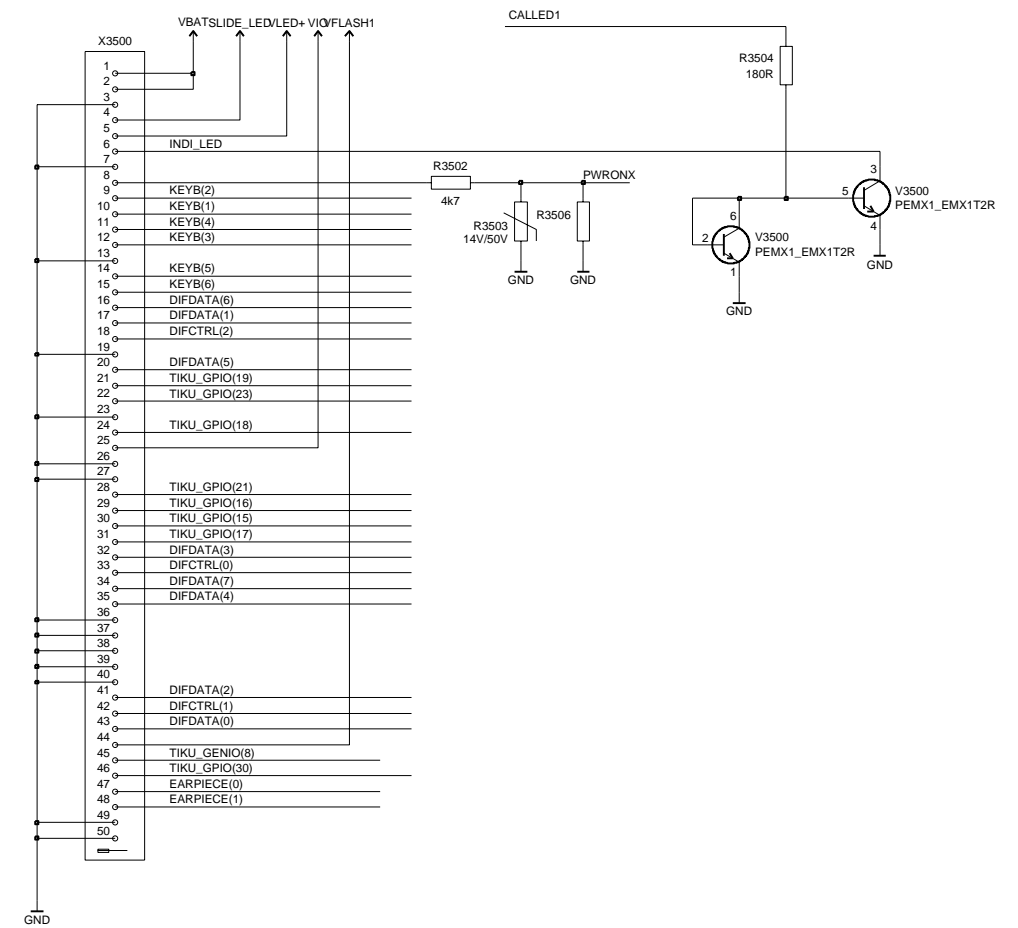 CALLED1
VBAT SLIDE_LED VLED+ VIO VFLASH1
X3500
R3504
180R
1
2
3
4
5
6 INDI_LED
7
8
R3502
4k7
PWRONX
R3503
14V/50V
R3506
GND
GND
3
5
4
V3500
PEMX1_EMX1T2R
GND
6
2
1
V3500
PEMX1_EMX1T2R
GND
9 KEYB(2)
10 KEYB(1)
11 KEYB(4)
12 KEYB(3)
13
14 KEYB(5)
15 KEYB(6)
16 DIFDATA(6)
17 DIFDATA(1)
18 DIFCTRL(2)
19
20 DIFDATA(5)
21 TIKU_GPIO(19)
22 TIKU_GPIO(23)
23
24 TIKU_GPIO(18)
25
26
27
28 TIKU_GPIO(21)
29 TIKU_GPIO(16)
30 TIKU_GPIO(15)
31 TIKU_GPIO(17)
32 DIFDATA(3)
33 DIFCTRL(0)
34 DIFDATA(7)
35 DIFDATA(4)
36
37
38
39
40
41 DIFDATA(2)
42 DIFCTRL(1)
43 DIFDATA(0)
44
45 TIKU_GENIO(8)
46 TIKU_GPIO(30)
47 EARPIECE(0)
48 EARPIECE(1)
49
50
GND